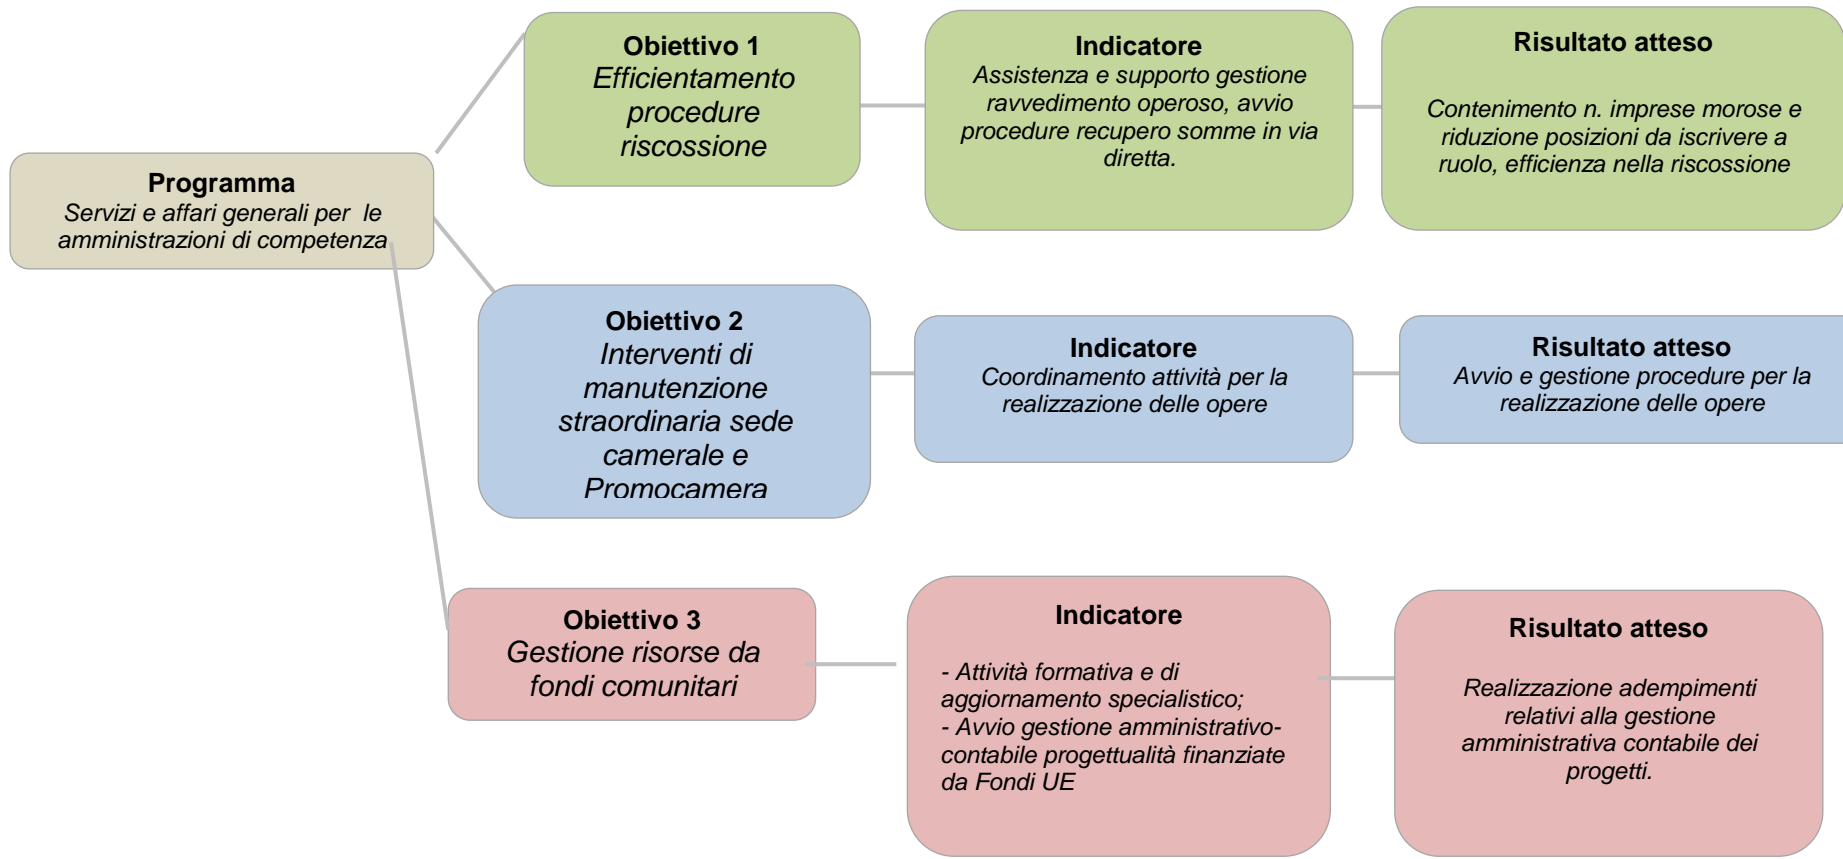 Programma
Servizi e affari generali per le
amministrazioni di competenza
Obiettivo 1
Efficientamento
procedure
riscossione
Indicatore
Assistenza e supporto gestione
ravvedimento operoso, avvio
procedure recupero somme in via
diretta.
Risultato atteso
Contenimento n. imprese morose e
riduzione posizioni da iscrivere a
ruolo, efficienza nella riscossione
Obiettivo 2
Interventi di
manutenzione
straordinaria sede
camerale e
Promocamera
Indicatore
Coordinamento attività per la
realizzazione delle opere
Risultato atteso
Avvio e gestione procedure per la
realizzazione delle opere
Obiettivo 3
Gestione risorse da
fondi comunitari
Indicatore
- Attività formativa e di
aggiornamento specialistico;
- Avvio gestione amministrativo-
contabile progettualità finanziate
da Fondi UE
Risultato atteso
Realizzazione adempimenti
relativi alla gestione
amministrativa contabile dei
progetti.